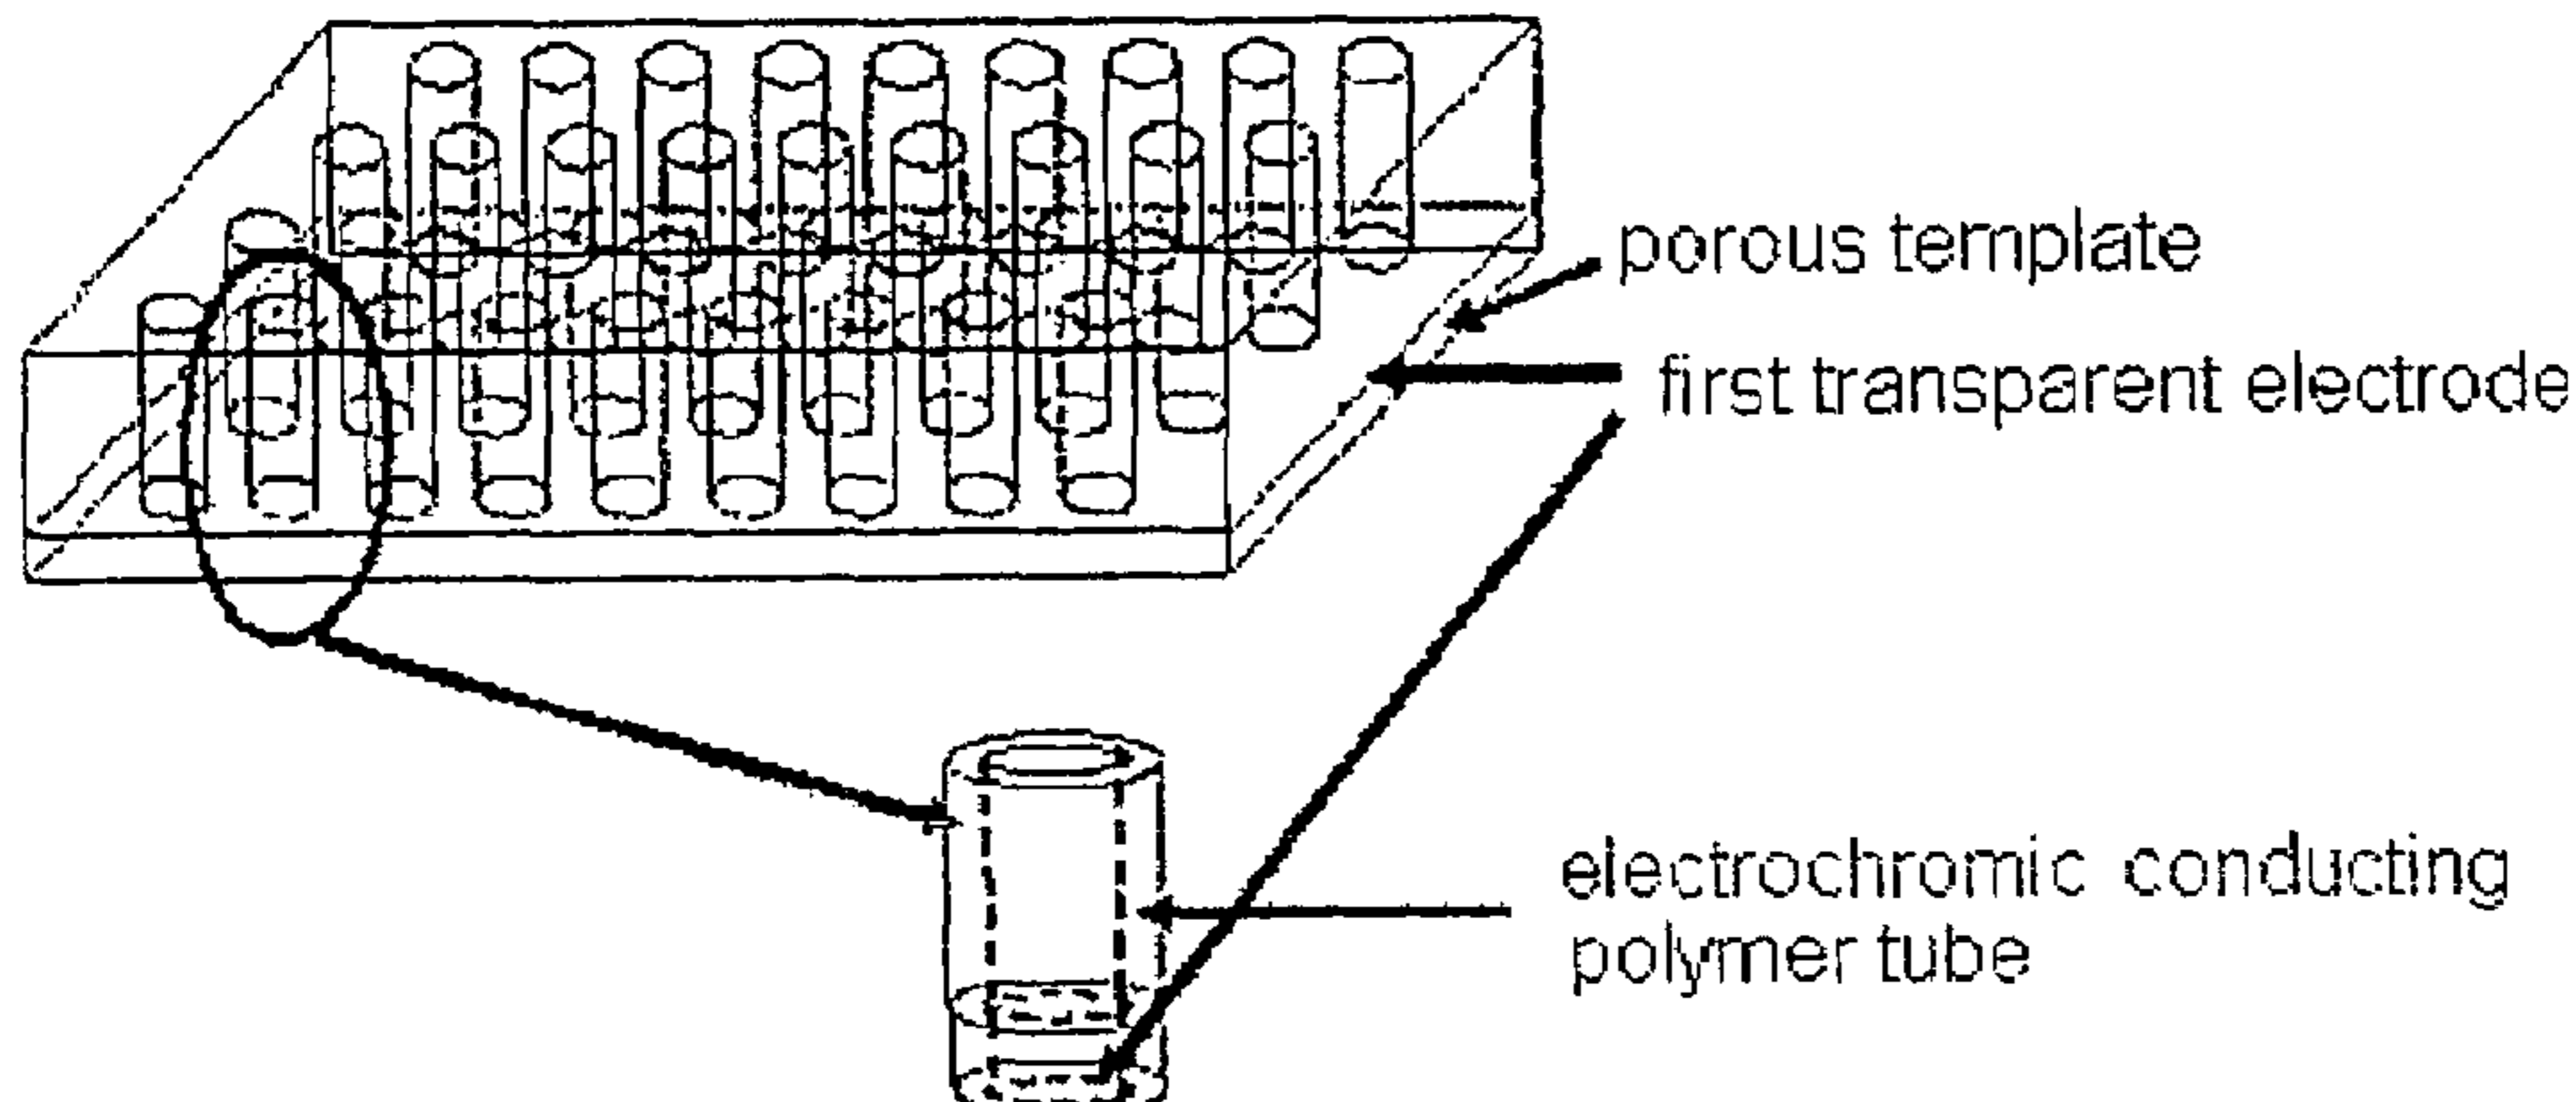 porous template
first transparent electrode
electrochromic conducting
polymer tube